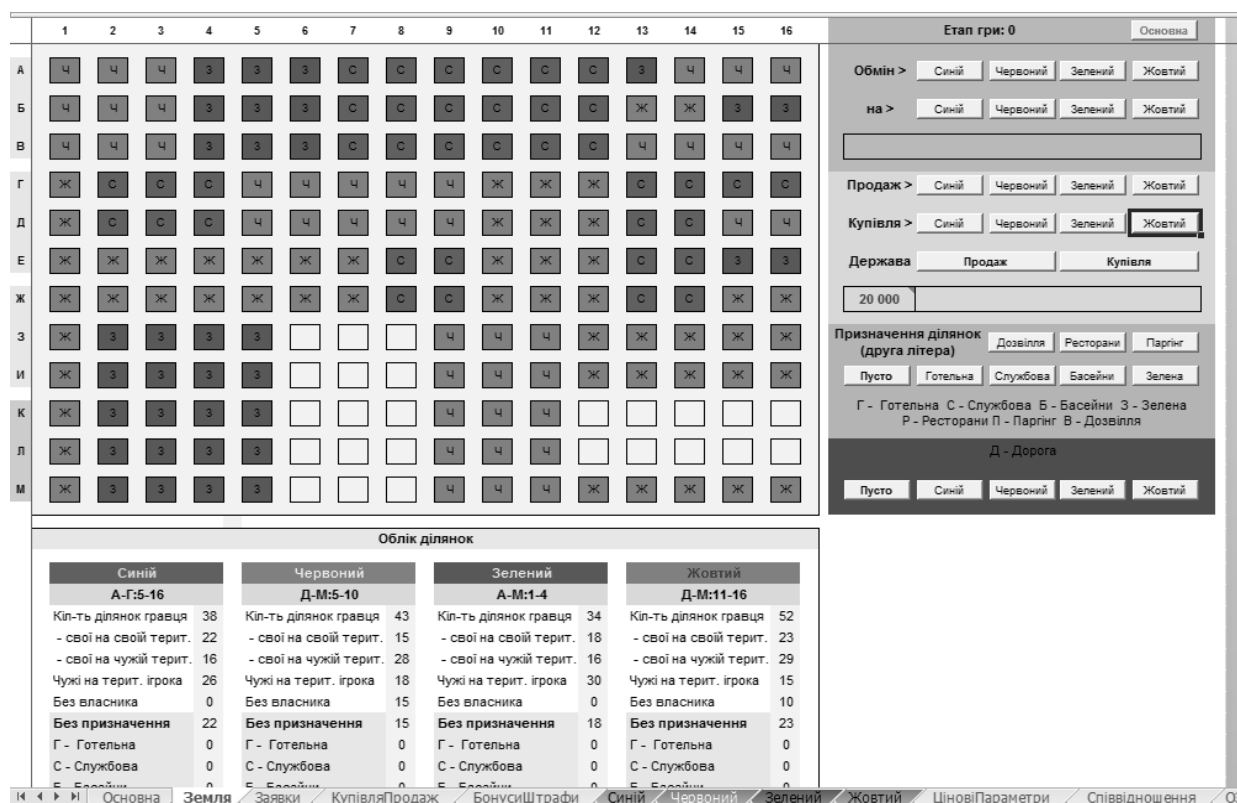 1 2 3 4 5 6 7 8 9 10 11 12 13 14 15 16 Етап гри: 0 Основна
А Ч Ч Ч З З З С С С С С С З Ч Ч Ч Обмін > Синій Червоний Зелений Жовтий
Б Ч Ч Ч З З З С С С С С С Ж Ж З З на > Синій Червоний Зелений Жовтий
В Ч Ч Ч З З З С С С С С С Ч Ч Ч Ч
Г Ж С С С Ч Ч Ч Ч Ч Ж Ж Ж С С С С Продаж > Синій Червоний Зелений Жовтий
Д Ж С С С Ч Ч Ч Ч Ч Ж Ж Ж С С Ч Ч Купівля > Синій Червоний Зелений Жовтий
Е Ж Ж Ж Ж Ж Ж Ж С С Ж Ж Ж С С З З Держава Продаж Купівля
Ж Ж Ж Ж Ж Ж Ж Ж С С Ж Ж Ж С С Ж Ж 20 000
З Ж З З З З Ч Ч Ч Ж Ж Ж Ж Ж Призначення ділянок (друга літера) Дозвілля Ресторани Паргінг
И Ж З З З З Ч Ч Ч Ж Ж Ж Ж Ж Пусто Готельна Службова Басейни Зелена
К Ж З З З З Ч Ч Ч Г - Готельна С - Службова Б - Басейни З - Зелена
Р - Ресторани П - Паргінг В - Дозвілля
Л Ж З З З З Ч Ч Ч Д - Дорога
М Ж З З З З Ч Ч Ч Ж Ж Ж Ж Ж Пусто Синій Червоний Зелений Жовтий
Облік ділянок
Синій Червоний Зелений Жовтий
А-Г:5-16 Д-М:5-10 А-М:1-4 Д-М:11-16
Кіл-ть ділянок гравця 38 Кіл-ть ділянок гравця 43 Кіл-ть ділянок гравця 34 Кіл-ть ділянок гравця 52
- свої на своїй терит. 22 - свої на своїй терит. 15 - свої на своїй терит. 18 - свої на своїй терит. 23
- свої на чужій терит. 16 - свої на чужій терит. 28 - свої на чужій терит. 16 - свої на чужій терит. 29
Чужі на терит. ігрока 26 Чужі на терит. ігрока 18 Чужі на терит. ігрока 30 Чужі на терит. ігрока 15
Без власника 0 Без власника 15 Без власника 0 Без власника 10
Без призначення 22 Без призначення 15 Без призначення 18 Без призначення 23
Г - Готельна 0 Г - Готельна 0 Г - Готельна 0 Г - Готельна 0
С - Службова 0 С - Службова 0 С - Службова 0 С - Службова 0
Основна Земля Заявки КупівляПродаж БонусиШтрафи Синій Червоний Зелений Жовтий ЦіновіПараметри Співвідношення